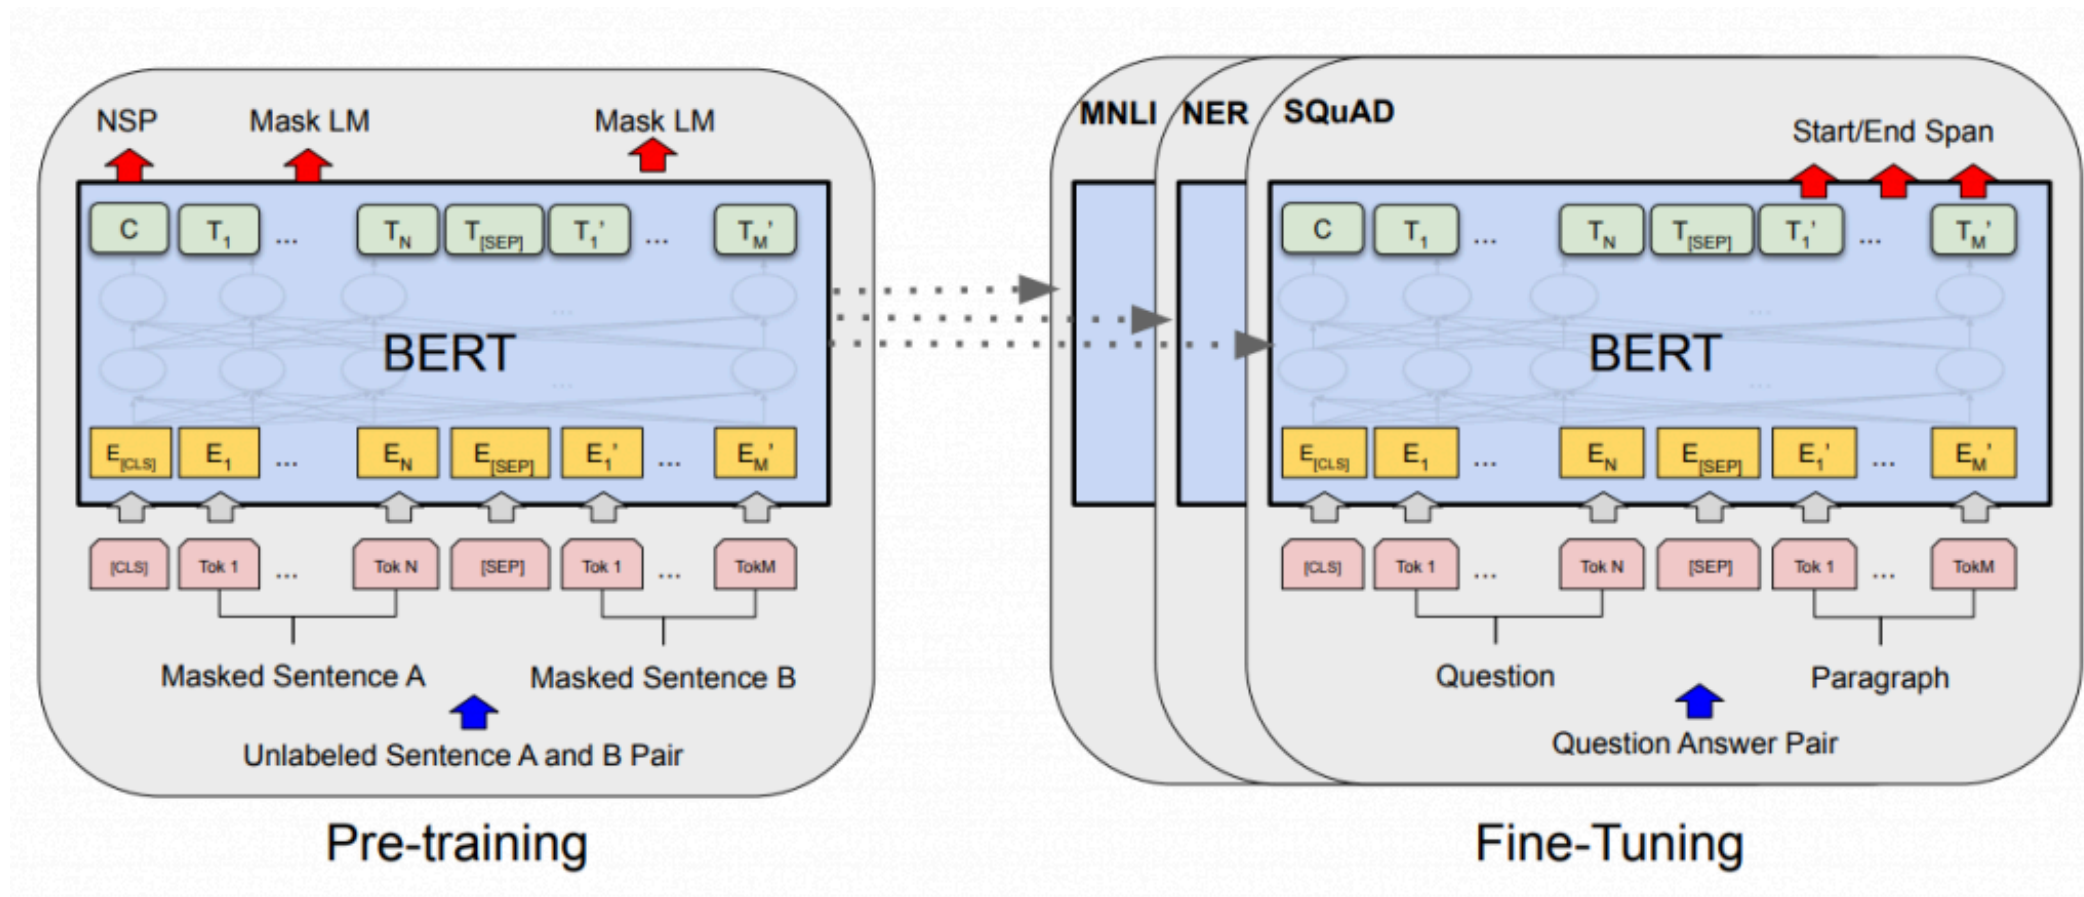 NSP Mask LM Mask LM
C T1 ... TN T[SEP] T1' ... TM'
...
BERT
...
E[CLS] E1 ... EN E[SEP] E1' ... EM'
[CLS] Tok 1 ... Tok N [SEP] Tok 1 ... TokM
Masked Sentence A Masked Sentence B
Unlabeled Sentence A and B Pair
Pre-training
MNLI NER SQuAD
Start/End Span
C T1 ... TN T[SEP] T1' ... TM'
...
BERT
...
E[CLS] E1 ... EN E[SEP] E1' ... EM'
[CLS] Tok 1 ... Tok N [SEP] Tok 1 ... TokM
Question Paragraph
Question Answer Pair
Fine-Tuning